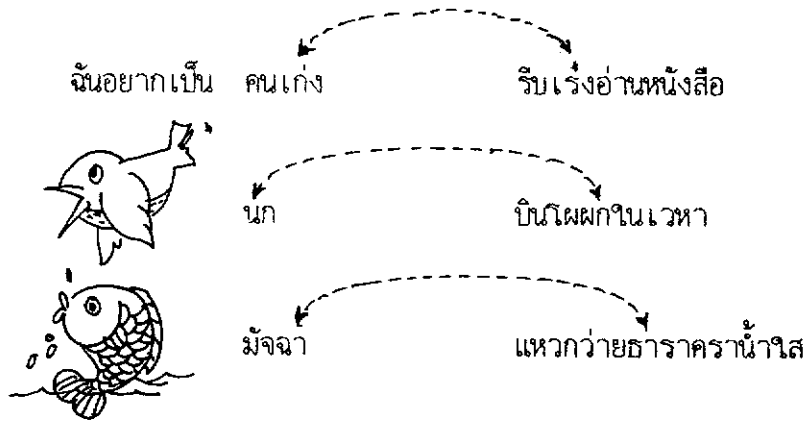 ฉันอยากเป็น คนเก่ง รีบเร่งอ่านหนังสือ
นก บินโผผกในเวหา
มัจฉา แหวกว่ายธาราครานํ้าใส